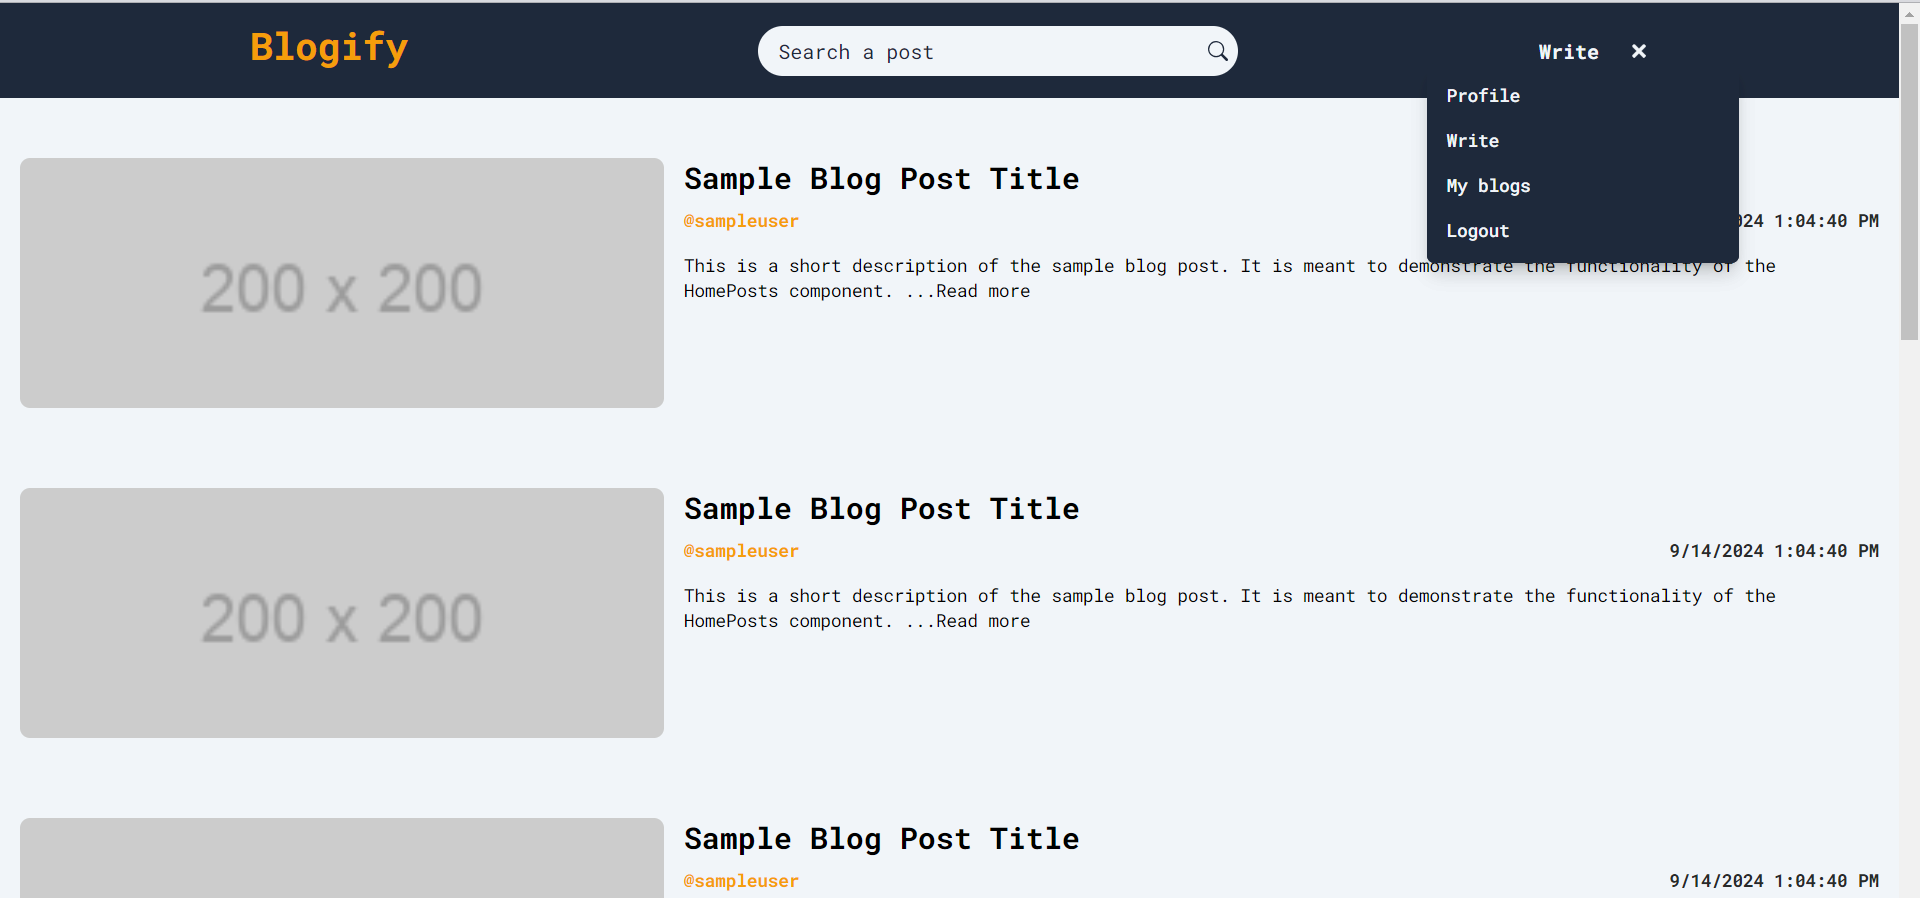 Blogify
Search a post
Write
Profile
Write
My blogs
Logout
200 x 200
Sample Blog Post Title
@sampleuser
24 1:04:40 PM
This is a short description of the sample blog post. It is meant to demonstrate the functionality of the
HomePosts component. ...Read more
200 x 200
Sample Blog Post Title
@sampleuser
9/14/2024 1:04:40 PM
This is a short description of the sample blog post. It is meant to demonstrate the functionality of the
HomePosts component. ...Read more
Sample Blog Post Title
@sampleuser
9/14/2024 1:04:40 PM